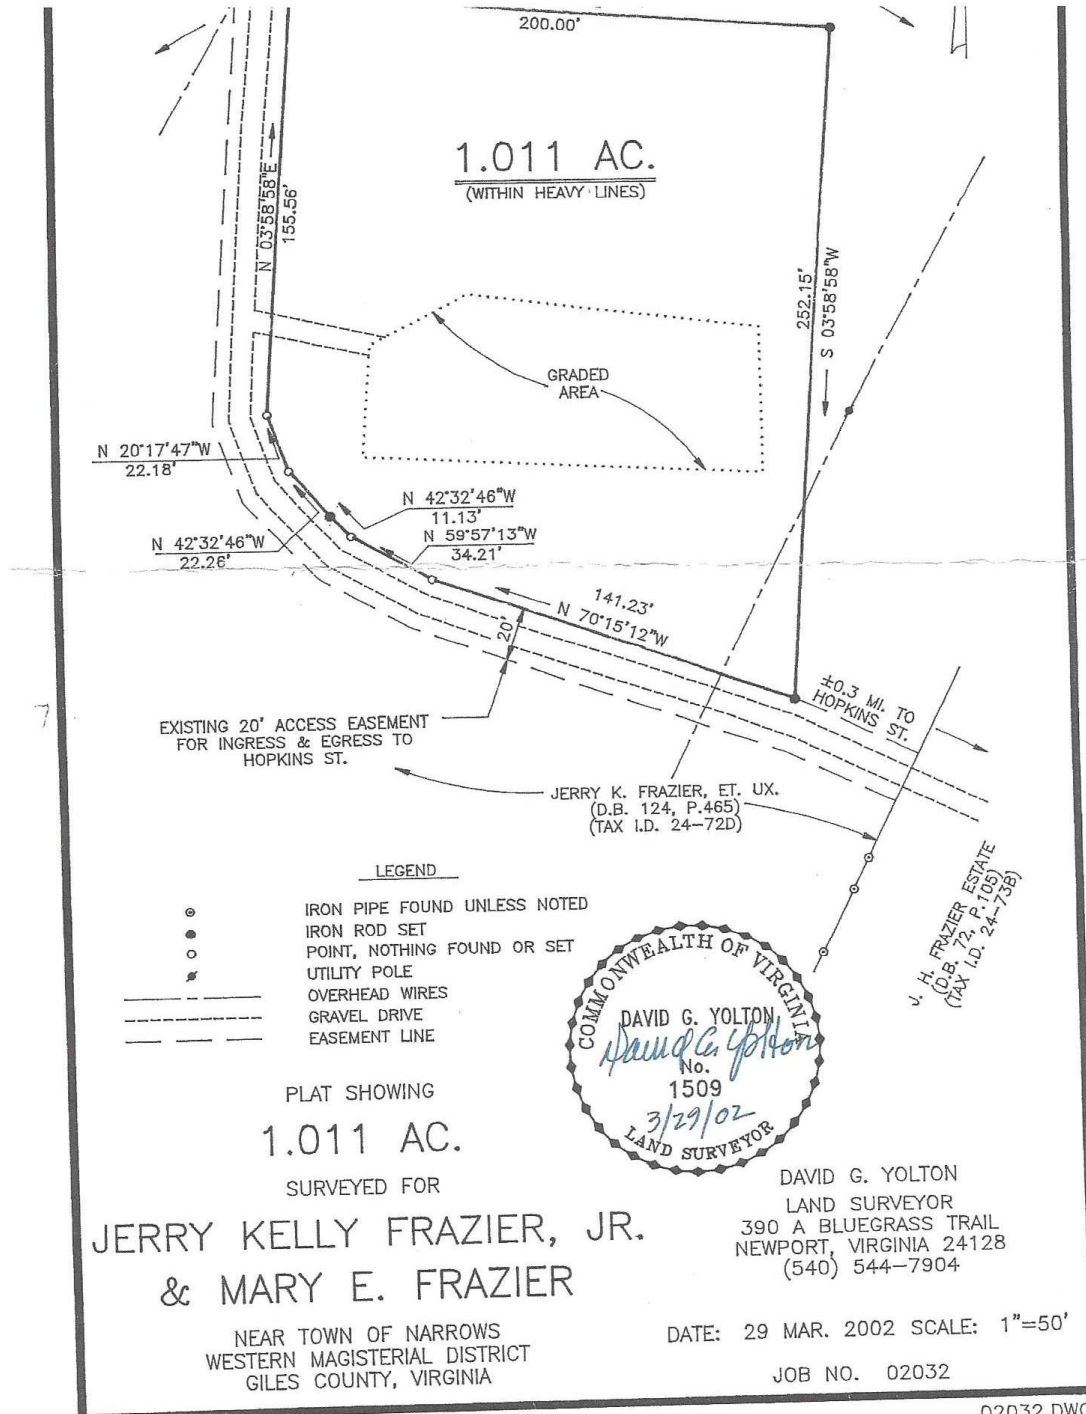 200.00'
1.011 AC.
(WITHIN HEAVY LINES)
N 03°58'58"E
155.56'
252.15'
S 03°58'58"W
GRADED
AREA
N 20°17'47"W
22.18'
N 42°32'46"W
11.13'
N 42°32'46"W
22.26'
N 59°57'13"W
34.21'
141.23'
N 70°15'12"W
20'
±0.3 MI. TO
HOPKINS ST.
EXISTING 20' ACCESS EASEMENT
FOR INGRESS & EGRESS TO
HOPKINS ST.
JERRY K. FRAZIER, ET. UX.
(D.B. 124, P.465)
(TAX I.D. 24-72D)
J. H. FRAZIER ESTATE
(D.B. 72, P.105)
(TAX I.D. 24-73B)
LEGEND
IRON PIPE FOUND UNLESS NOTED
IRON ROD SET
POINT, NOTHING FOUND OR SET
UTILITY POLE
OVERHEAD WIRES
GRAVEL DRIVE
EASEMENT LINE
COMMONWEALTH OF VIRGINIA
DAVID G. YOLTON
David G. Yolton
No.
1509
3/29/02
LAND SURVEYOR
PLAT SHOWING
1.011 AC.
SURVEYED FOR
JERRY KELLY FRAZIER, JR.
& MARY E. FRAZIER
NEAR TOWN OF NARROWS
WESTERN MAGISTERIAL DISTRICT
GILES COUNTY, VIRGINIA
DAVID G. YOLTON
LAND SURVEYOR
390 A BLUEGRASS TRAIL
NEWPORT, VIRGINIA 24128
(540) 544-7904
DATE: 29 MAR. 2002 SCALE: 1"=50'
JOB NO. 02032
02032.DWG